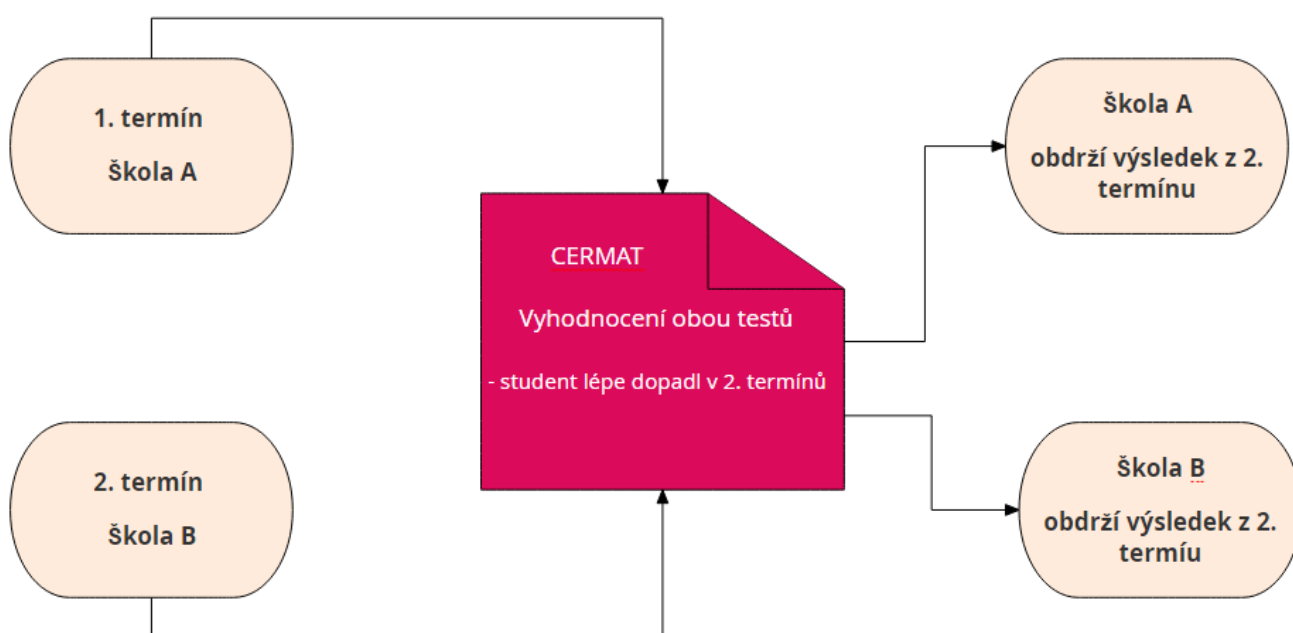 1. termín
Škola A
CERMAT
Vyhodnocení obou testů
- student lépe dopadl v 2. termínů
Škola A
obdrží výsledek z 2.
termínu
2. termín
Škola B
Škola B
obdrží výsledek z 2.
termíu